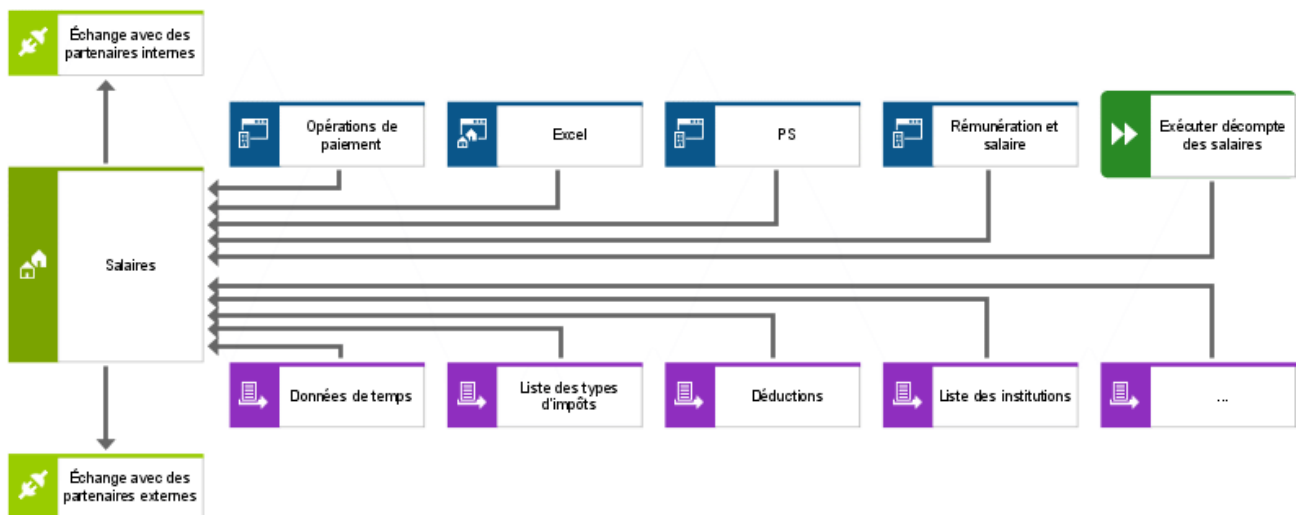 Échange avec des
partenaires internes
Opérations de
paiement
Excel
PS
Rémunération et
salaire
Exécuter décompte
des salaires
Salaires
Données de temps
Liste des types
d'impôts
Déductions
Liste des institutions
...
Échange avec des
partenaires externes